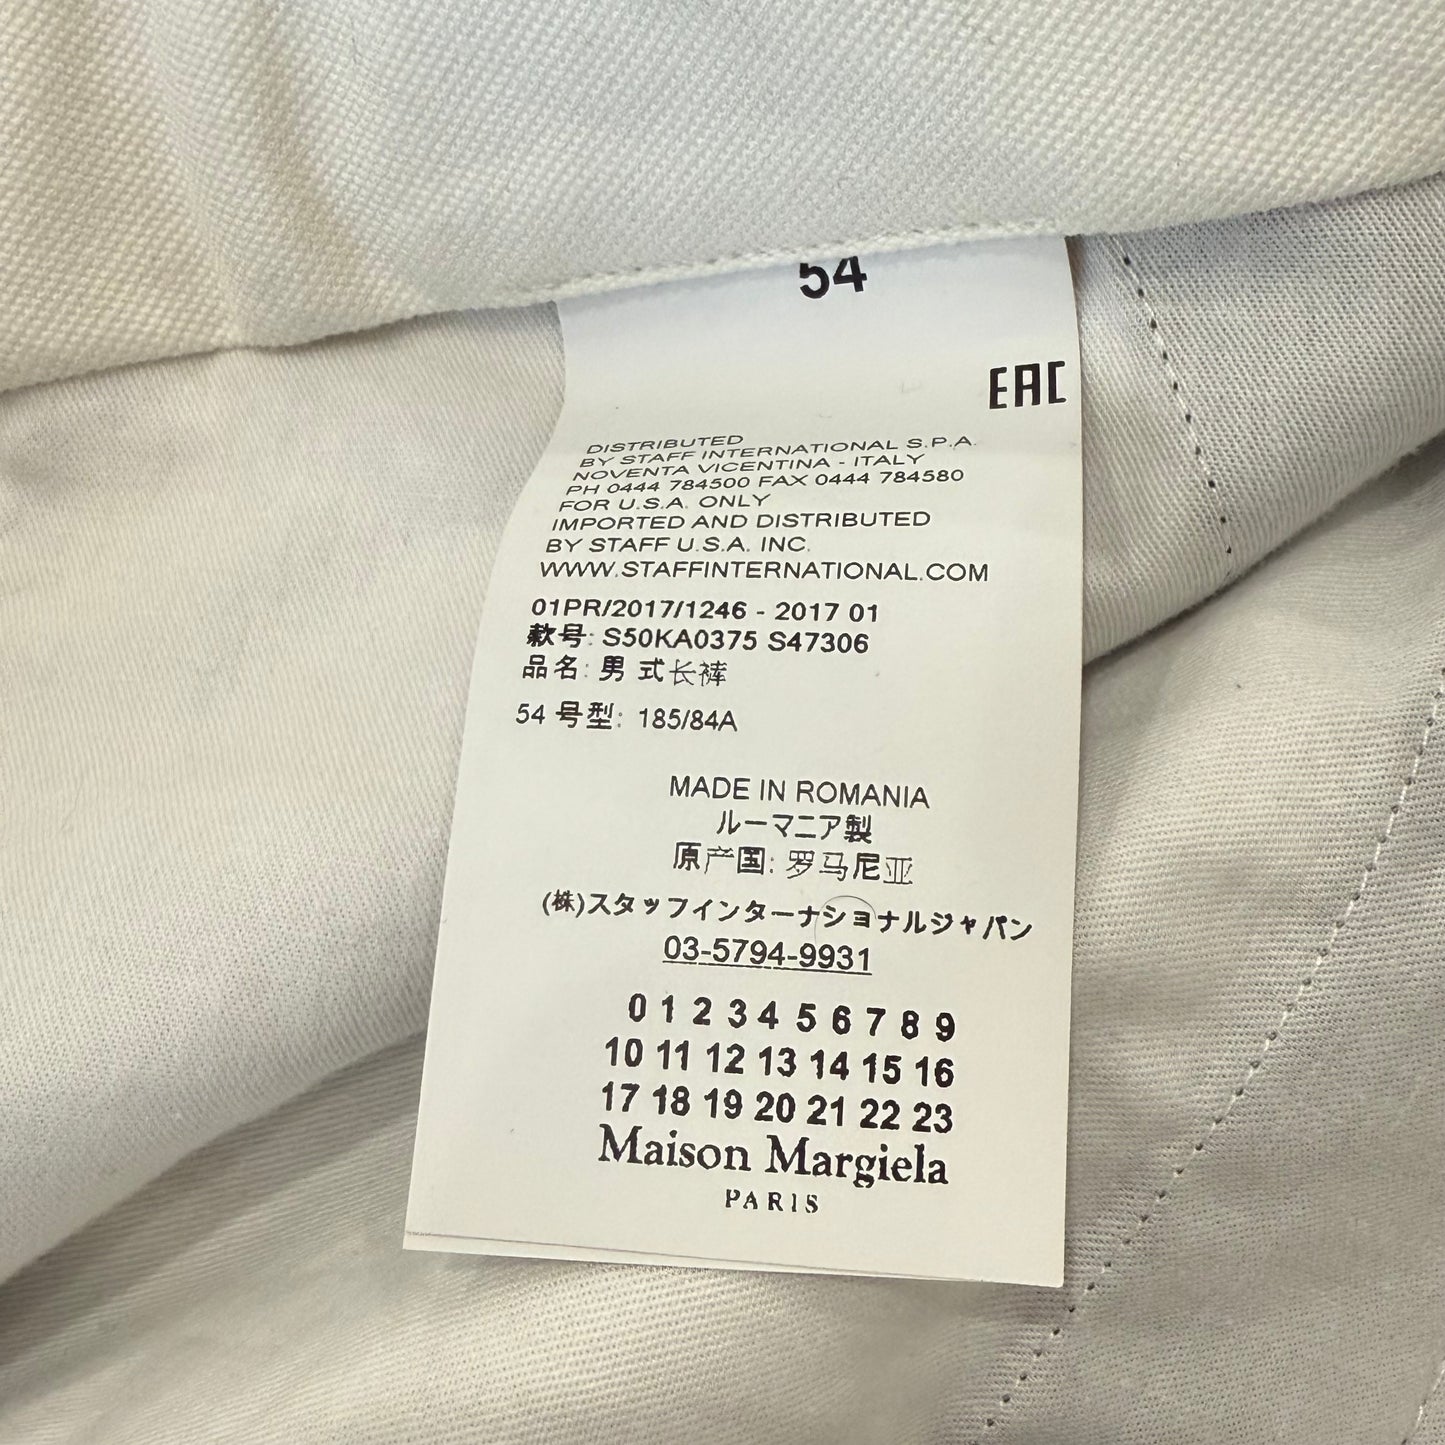 54
EAC
DISTRIBUTED
BY STAFF INTERNATIONAL S.P.A.
NOVENTA VICENTINA - ITALY
PH 0444 784500 FAX 0444 784580
FOR U.S.A. ONLY
IMPORTED AND DISTRIBUTED
BY STAFF U.S.A. INC.
WWW.STAFFINTERNATIONAL.COM
01PR/2017/1246 - 2017 01
款号: S50KA0375 S47306
品名: 男 式长裤
54 号型: 185/84A
MADE IN ROMANIA
ルーマニア製
原产国: 罗马尼亚
(株)スタッフインターナショナルジャパン
03-5794-9931
0 1 2 3 4 5 6 7 8 9
10 11 12 13 14 15 16
17 18 19 20 21 22 23
Maison Margiela
PARIS